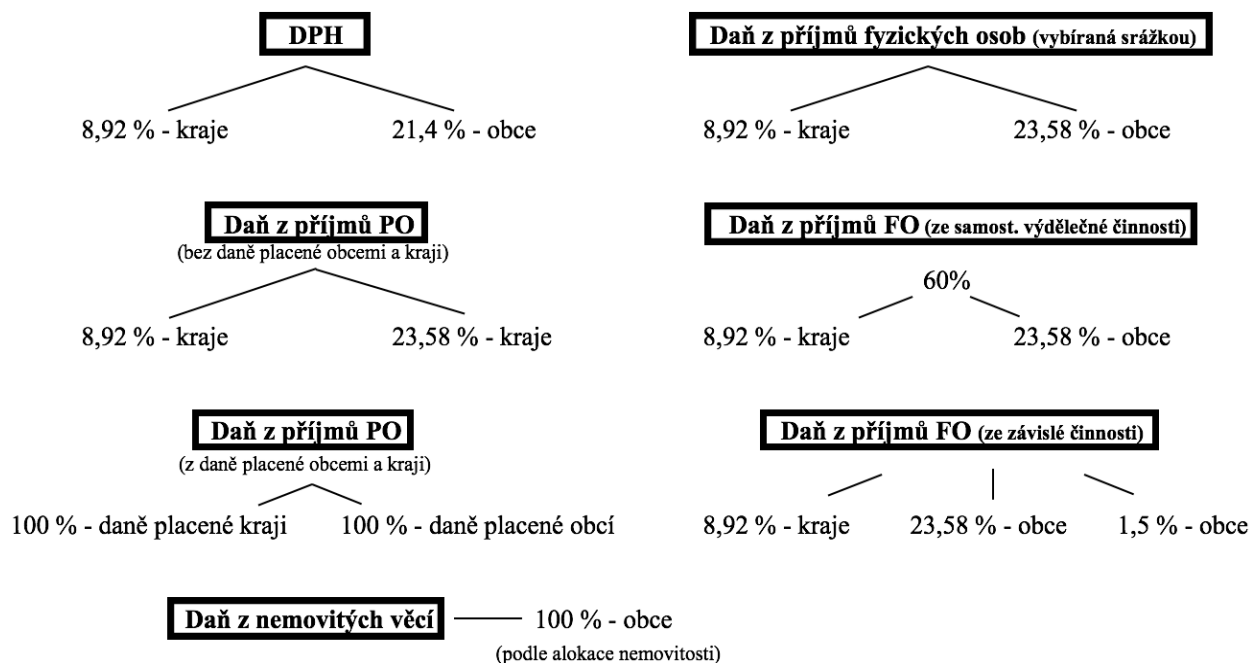 DPH
8,92 % - kraje
21,4 % - obce
Daň z příjmů fyzických osob (vybíraná srážkou)
8,92 % - kraje
23,58 % - obce
Daň z příjmů PO
(bez daně placené obcemi a kraji)
8,92 % - kraje
23,58 % - kraje
Daň z příjmů FO (ze samost. výdělečné činnosti)
60%
8,92 % - kraje
23,58 % - obce
Daň z příjmů PO
(z daně placené obcemi a kraji)
100 % - daně placené kraji
100 % - daně placené obcí
Daň z příjmů FO (ze závislé činnosti)
8,92 % - kraje
23,58 % - obce
1,5 % - obce
Daň z nemovitých věcí
100 % - obce
(podle alokace nemovitosti)